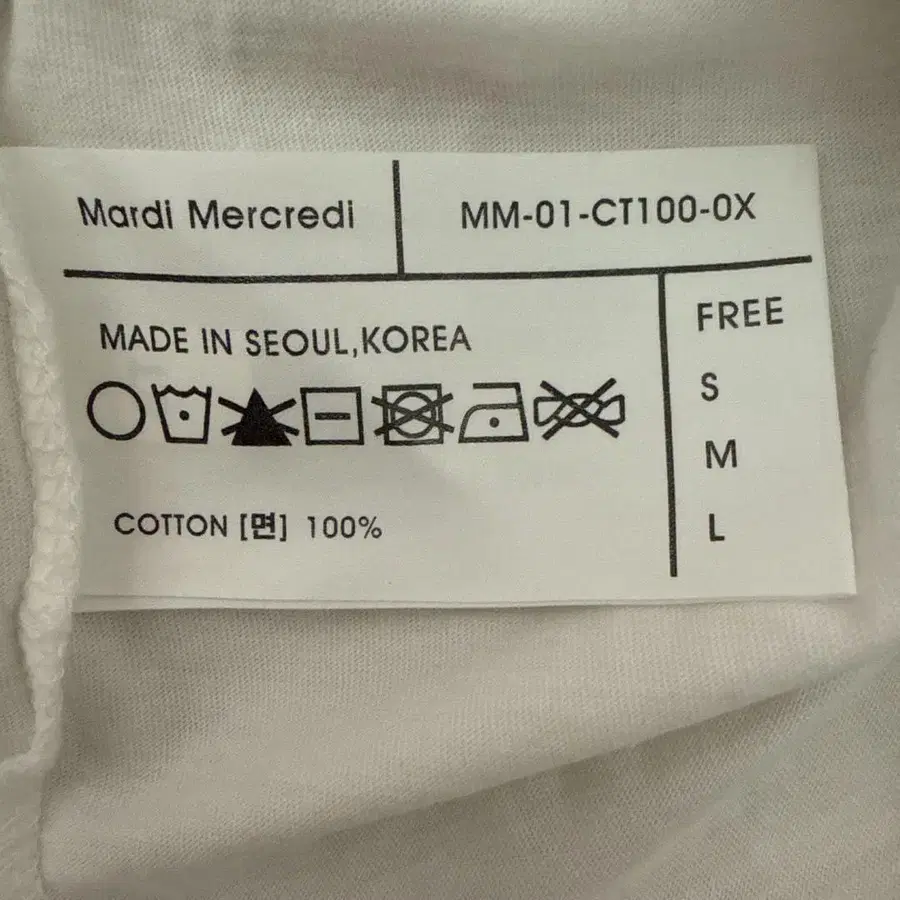 Mardi Mercredi
MM-01-CT100-0X
MADE IN SEOUL,KOREA
COTTON [면] 100%
FREE
S
M
L